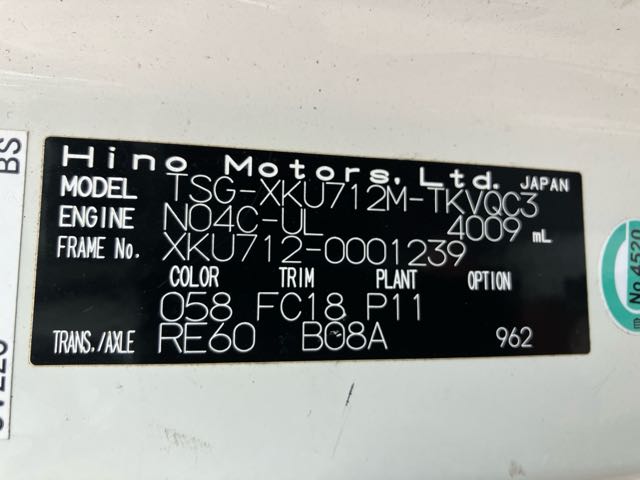 Hino Motors, Ltd. JAPAN
MODEL TSG-XKU712M-TKVQC3
ENGINE N04C-UL 4009 mL
FRAME No. XKU712-0001239
COLOR TRIM PLANT OPTION
058 FC18 P11
TRANS./AXLE RE60 B08A 962
BS
No.4520